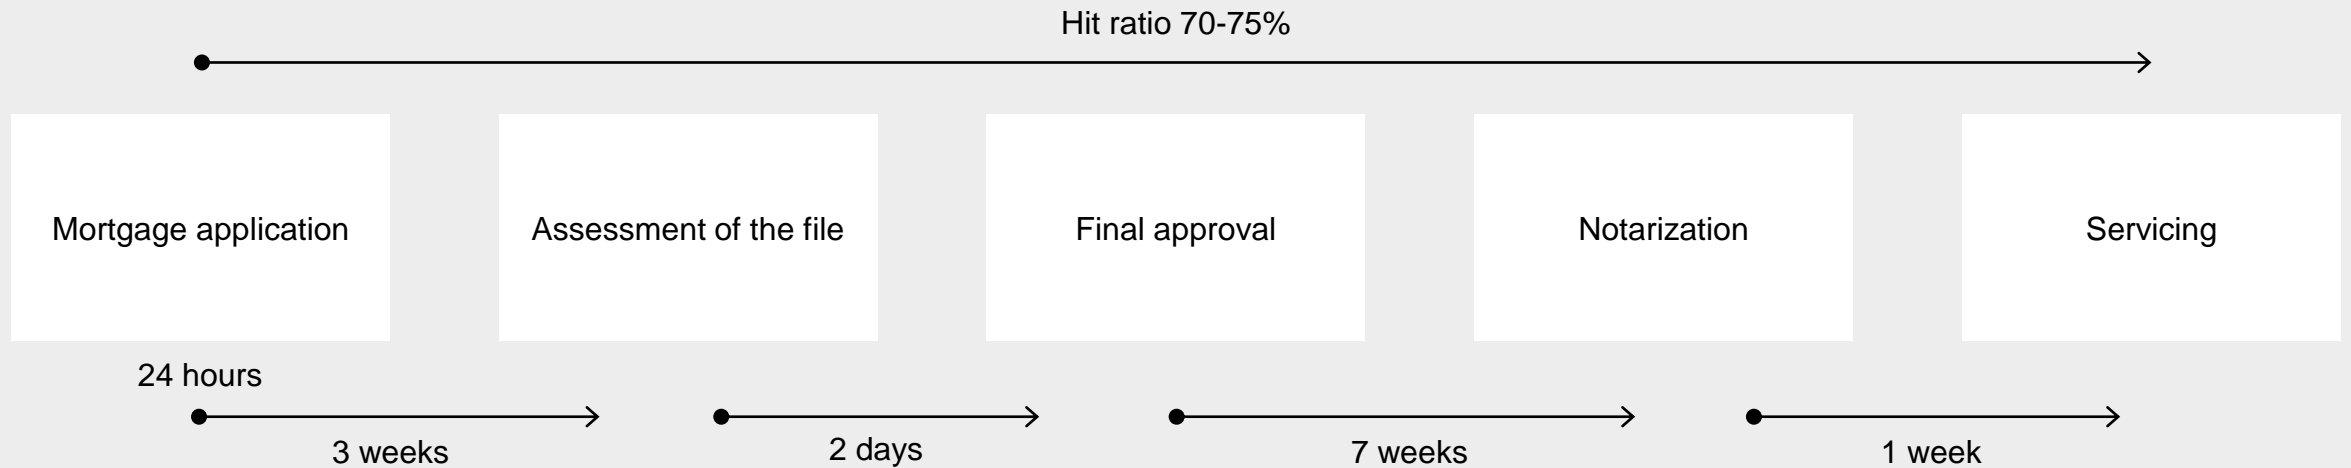 Hit ratio 70-75%
Mortgage application
Assessment of the file
Final approval
Notarization
Servicing
24 hours
3 weeks
2 days
7 weeks
1 week